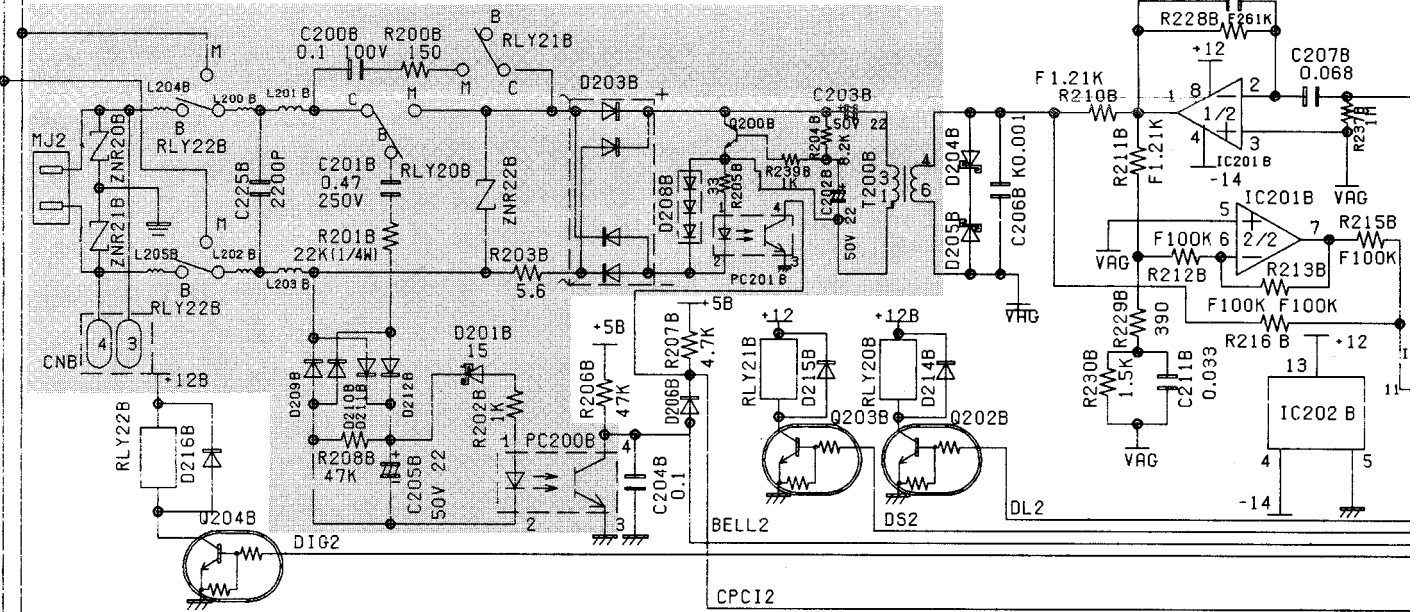 R228B F261K
+12
C207B
0.068
B
C200B R200B
0.1 100V 150
RLY21B
M
B
M
C
D203B
+
C203B
50V 22
F1.21K
R210B
1
8
2
1/2
4
3
IC201B
-14
R237B
1M
VAG
L204B
L200B
L201B
C
M
B
RLY22B
MJ2
ZNR20B
ZNR21B
C225B
2200P
C201B
0.47
250V
RLY20B
ZNR22B
Q200B
R204B
8.2K
R239B
1K
C202B
50V 22
33
R205B
D208B
1
4
2
3
PC201B
T200B
3
1
4
6
D204B
D205B
C206B K0.001
R211B
F1.21K
IC201B
5
6
7
2/2
VAG
F100K
R212B
R213B
F100K
R215B
F100K
F100K
R216B
M
R201B
22K(1/4W)
R203B
5.6
L205B
L202B
L203B
B
RLY22B
VAG
R229B
390
CNB
4
3
+12B
+5B
+5B
R207B
4.7K
R206B
47K
D206B
D201B
15
R202B
1K
D209B
D210B
D211B
D212B
R208B
47K
C205B
50V 22
1
PC200B
4
2
3
C204B
0.1
+12
RLY21B
D215B
Q203B
+12B
RLY20B
D214B
Q202B
R230B
1.5K
C211B
0.033
VAG
+12
13
IC202B
4
5
-14
11
RLY22B
D216B
Q204B
DIG2
BELL2
DS2
DL2
CPCI2